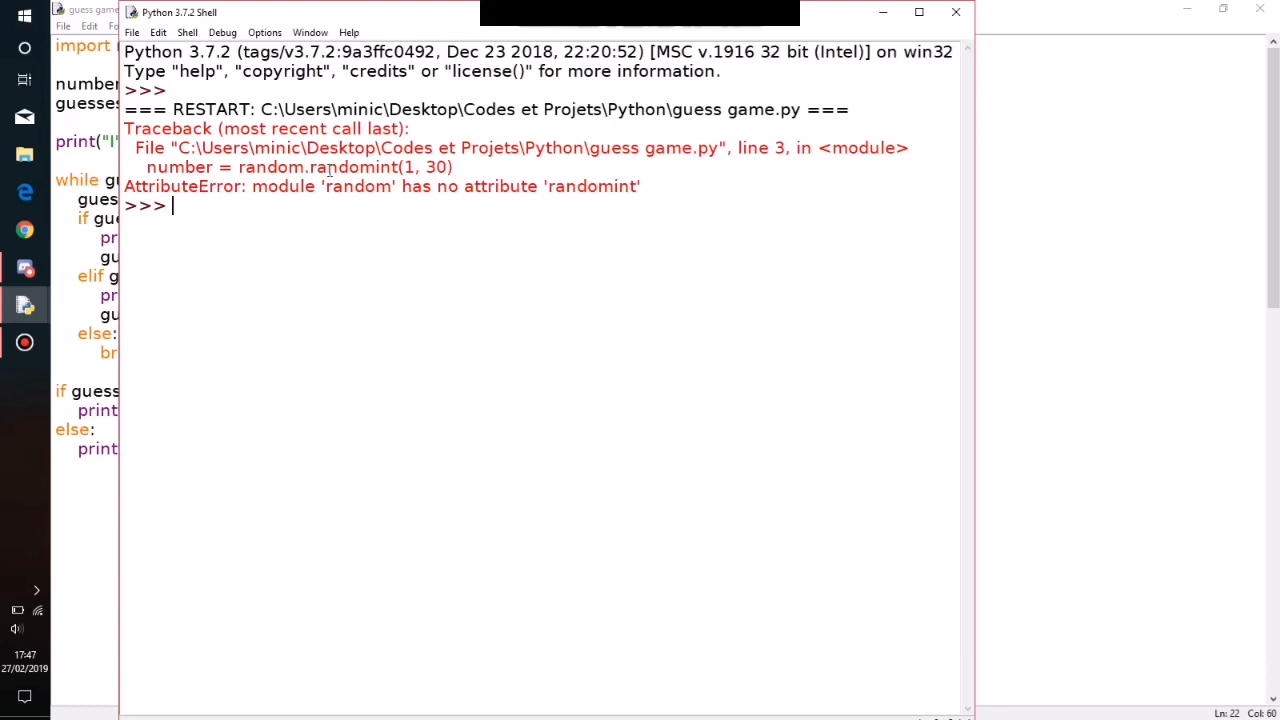 guess game
Python 3.7.2 Shell
File Edit Fo
File Edit Shell Debug Options Window Help
import
number
guesses
print("I
while gu
gues
if gue
pr
gu
elif g
pr
gu
else:
br
if guess
print
else:
print
Python 3.7.2 (tags/v3.7.2:9a3ffc0492, Dec 23 2018, 22:20:52) [MSC v.1916 32 bit (Intel)] on win32
Type "help", "copyright", "credits" or "license()" for more information.
>>>
=== RESTART: C:\Users\minic\Desktop\Codes et Projets\Python\guess game.py ===
Traceback (most recent call last):
  File "C:\Users\minic\Desktop\Codes et Projets\Python\guess game.py", line 3, in <module>
    number = random.randomint(1, 30)
AttributeError: module 'random' has no attribute 'randomint'
>>>
17:47
27/02/2019
Ln: 22 Col: 60